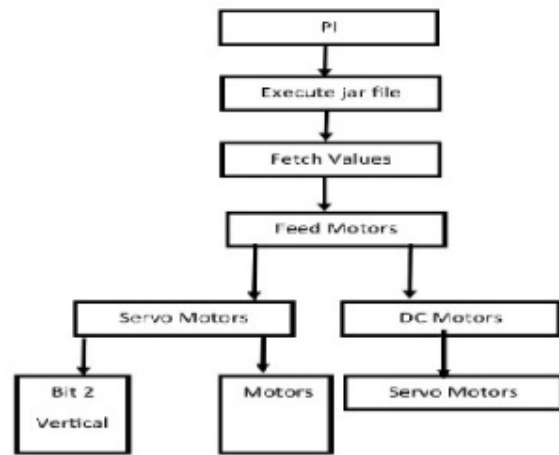 PI
Execute jar file
Fetch Values
Feed Motors
Servo Motors
DC Motors
Bit 2
Vertical
Motors
Servo Motors